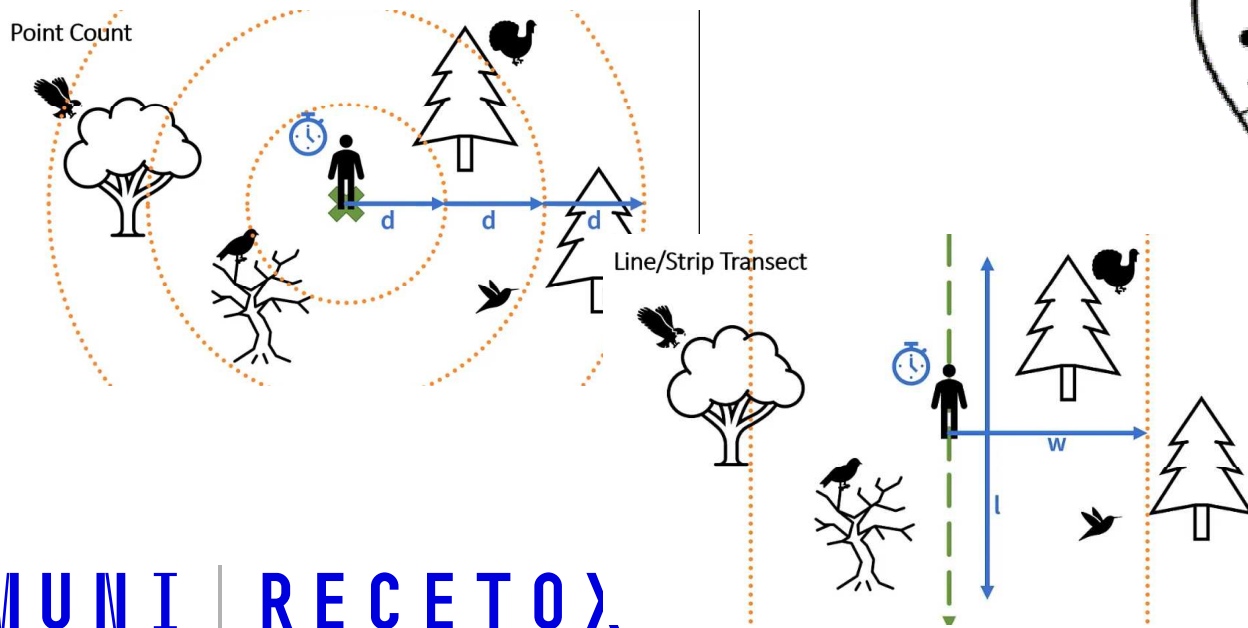 Point Count
d
d
d
Line/Strip Transect
w
l
MUNI | RECETOX